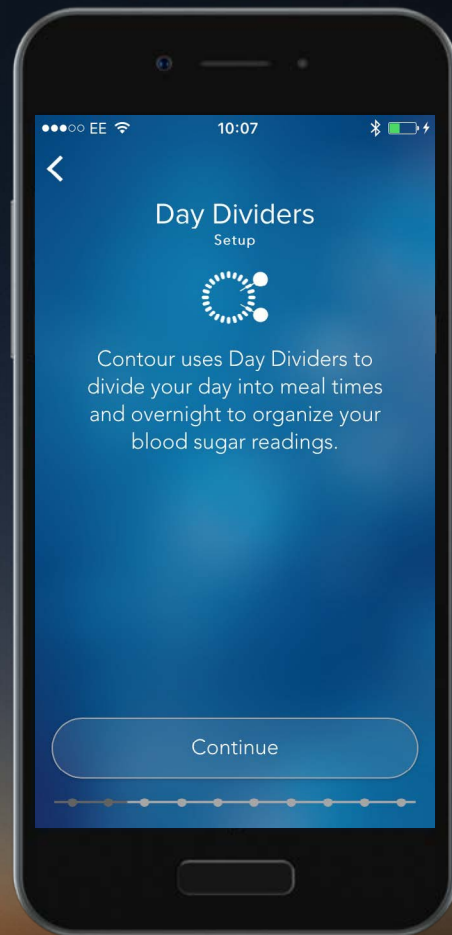 EE 10:07
Day Dividers
Setup
Contour uses Day Dividers to
divide your day into meal times
and overnight to organize your
blood sugar readings.
Continue